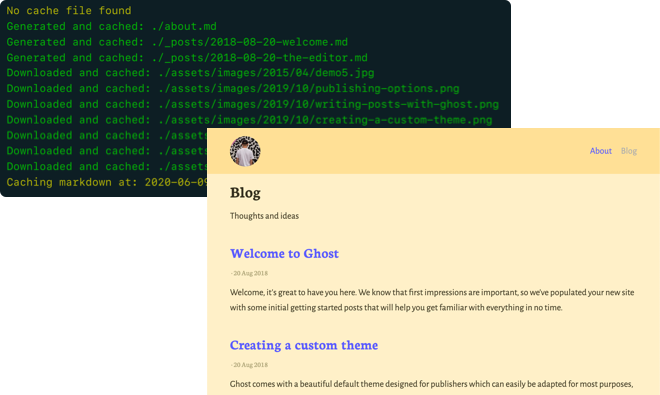 No cache file found
Generated and cached: ./about.md
Generated and cached: ./_posts/2018-08-20-welcome.md
Generated and cached: ./_posts/2018-08-20-the-editor.md
Downloaded and cached: ./assets/images/2015/04/demo5.jpg
Downloaded and cached: ./assets/images/2019/10/publishing-options.png
Downloaded and cached: ./assets/images/2019/10/writing-posts-with-ghost.png
Downloaded and cached: ./assets/images/2019/10/creating-a-custom-theme.png
Downloaded and cached: ./assets
Downloaded and cached: ./assets
Downloaded and cached: ./assets
Caching markdown at: 2020-06-09
About Blog
Blog
Thoughts and ideas
Welcome to Ghost
· 20 Aug 2018
Welcome, it's great to have you here. We know that first impressions are important, so we've populated your new site
with some initial getting started posts that will help you get familiar with everything in no time.
Creating a custom theme
· 20 Aug 2018
Ghost comes with a beautiful default theme designed for publishers which can easily be adapted for most purposes,